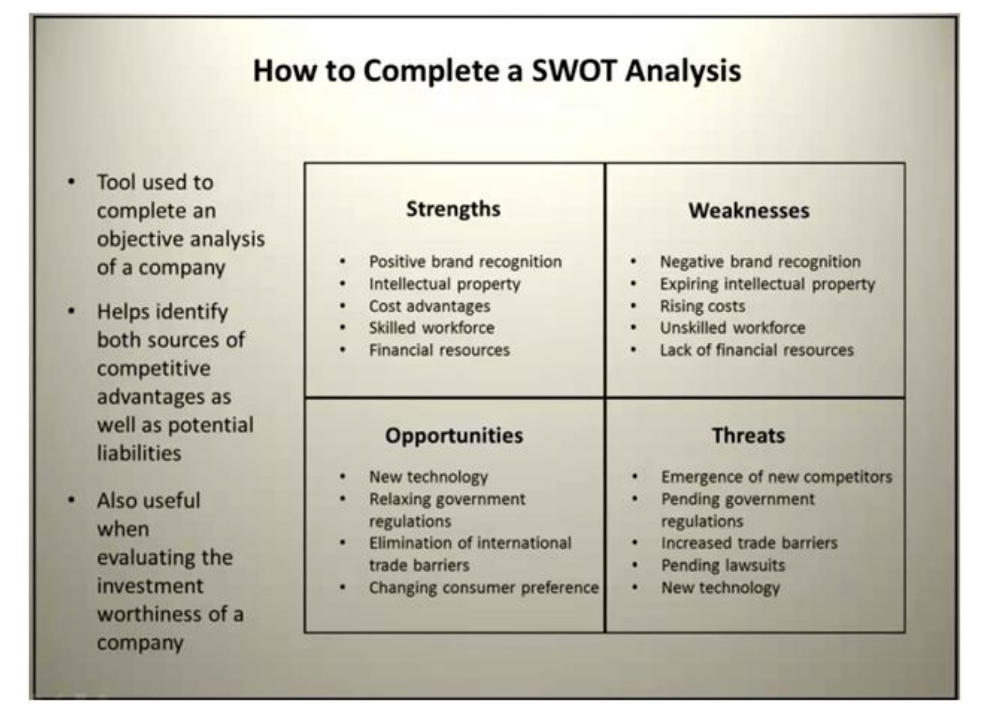 How to Complete a SWOT Analysis
• Tool used to
complete an
objective analysis
of a company
• Helps identify
both sources of
competitive
advantages as
well as potential
liabilities
• Also useful
when
evaluating the
investment
worthiness of a
company
Strengths
• Positive brand recognition
• Intellectual property
• Cost advantages
• Skilled workforce
• Financial resources
Weaknesses
• Negative brand recognition
• Expiring intellectual property
• Rising costs
• Unskilled workforce
• Lack of financial resources
Opportunities
• New technology
• Relaxing government
regulations
• Elimination of international
trade barriers
• Changing consumer preference
Threats
• Emergence of new competitors
• Pending government
regulations
• Increased trade barriers
• Pending lawsuits
• New technology